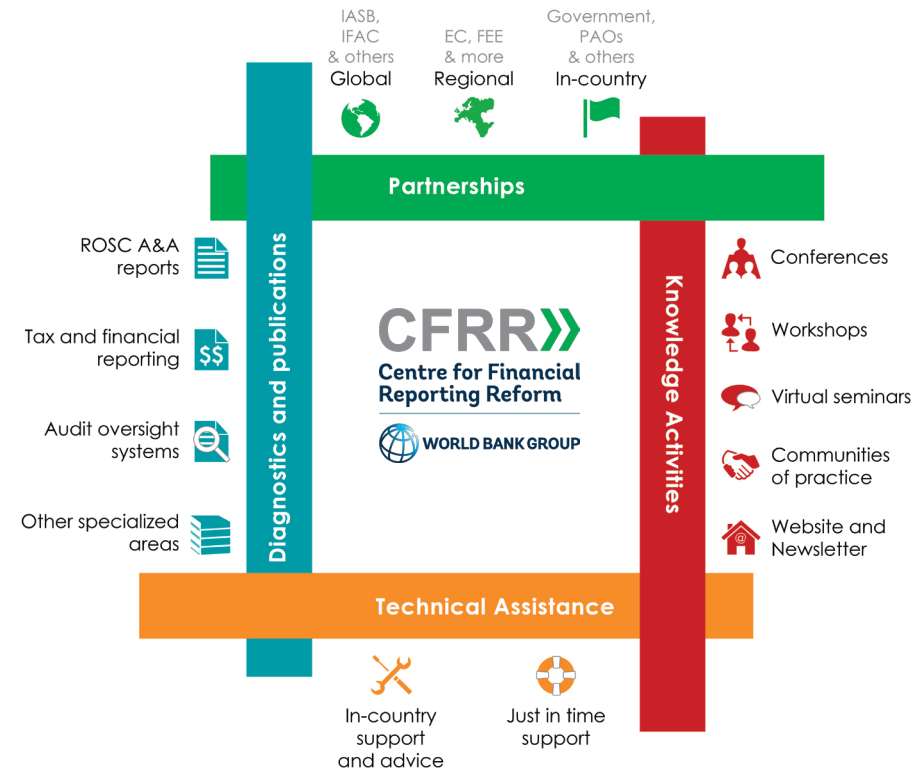 IASB,
IFAC
& others
Global
EC, FEE
& more
Regional
Government,
PAOs
& others
In-country
Partnerships
Diagnostics and publications
ROSC A&A
reports
Tax and financial
reporting
$$
Audit oversight
systems
Other specialized
areas
CFRR
Centre for Financial
Reporting Reform
WORLD BANK GROUP
Knowledge Activities
Conferences
Workshops
Virtual seminars
Communities
of practice
@
Website and
Newsletter
Technical Assistance
In-country
support
and advice
Just in time
support